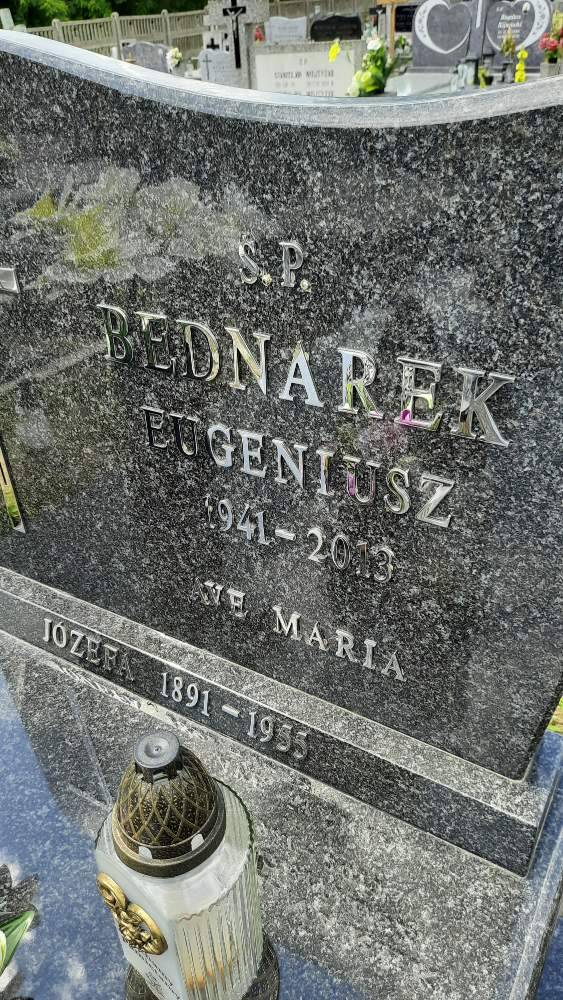 S.P.
BEDNAREK
EUGENIUSZ
1941-2013
AVE MARIA
JÓZEFA 1891-1955